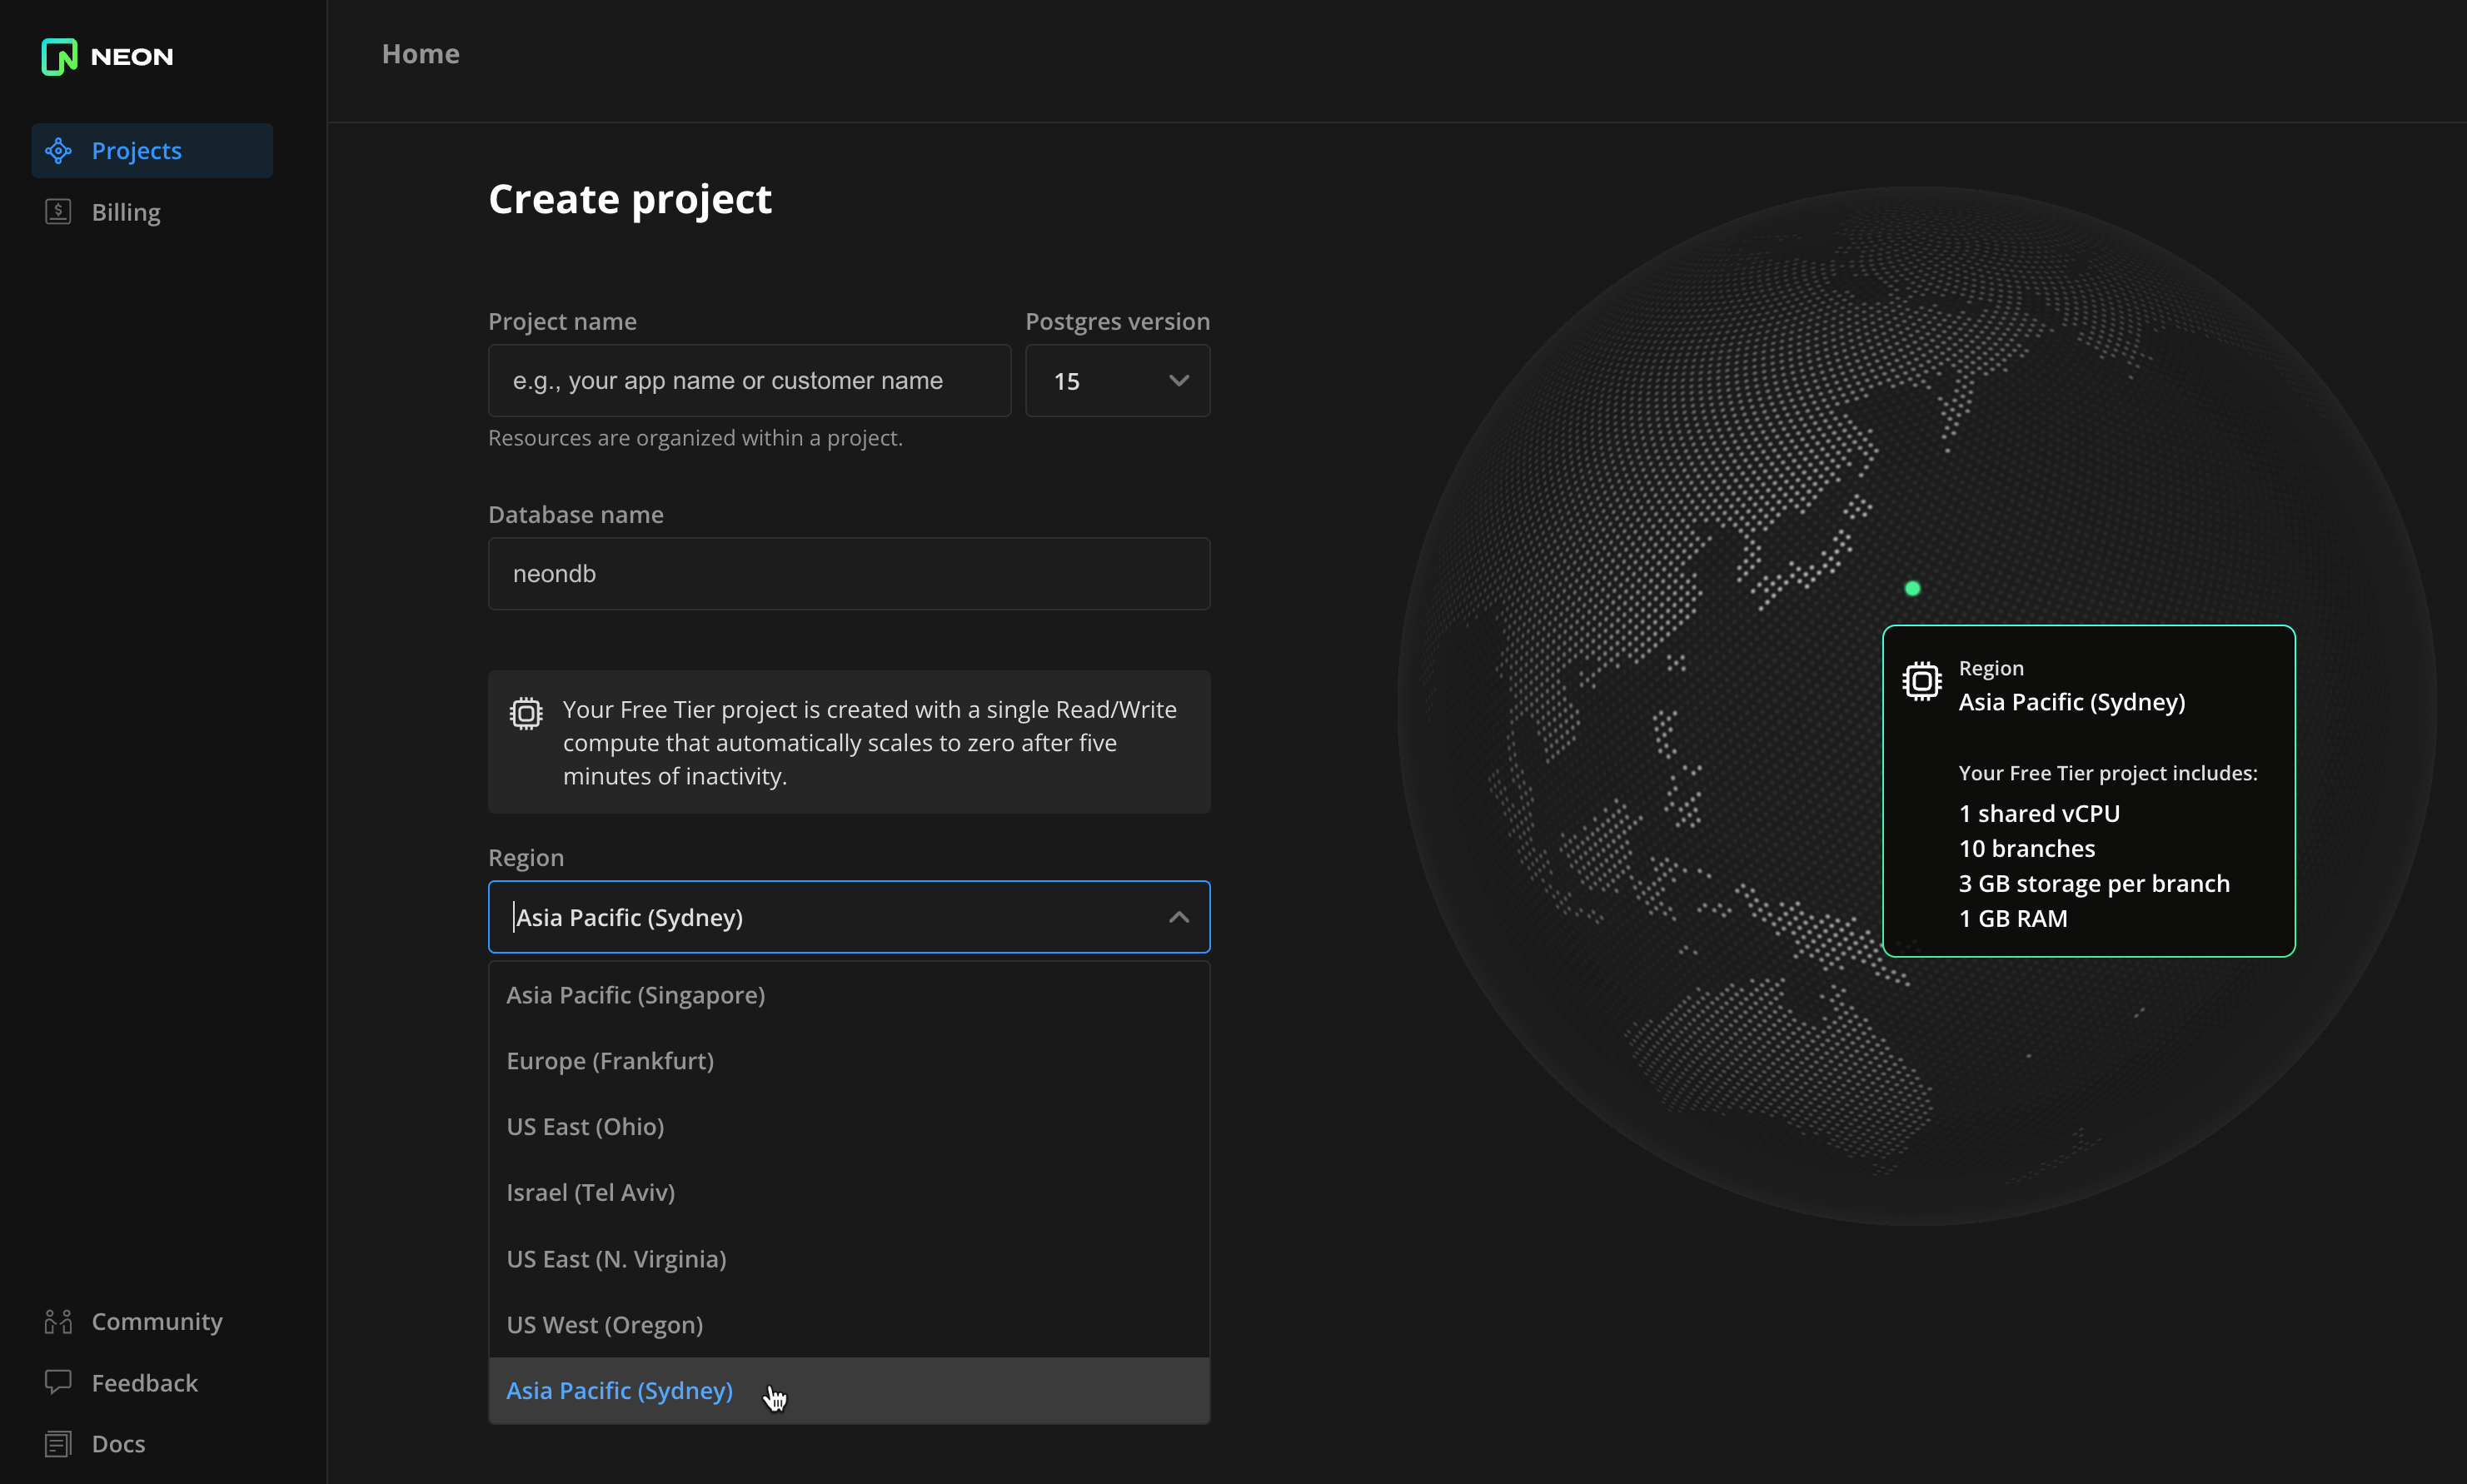 NEON
Projects
Billing
Community
Feedback
Docs
Home
Create project
Project name
e.g., your app name or customer name
Resources are organized within a project.
Postgres version
15
Database name
neondb
Your Free Tier project is created with a single Read/Write
compute that automatically scales to zero after five
minutes of inactivity.
Region
Asia Pacific (Sydney)
Asia Pacific (Singapore)
Europe (Frankfurt)
US East (Ohio)
Israel (Tel Aviv)
US East (N. Virginia)
US West (Oregon)
Asia Pacific (Sydney)
Region
Asia Pacific (Sydney)
Your Free Tier project includes:
1 shared vCPU
10 branches
3 GB storage per branch
1 GB RAM